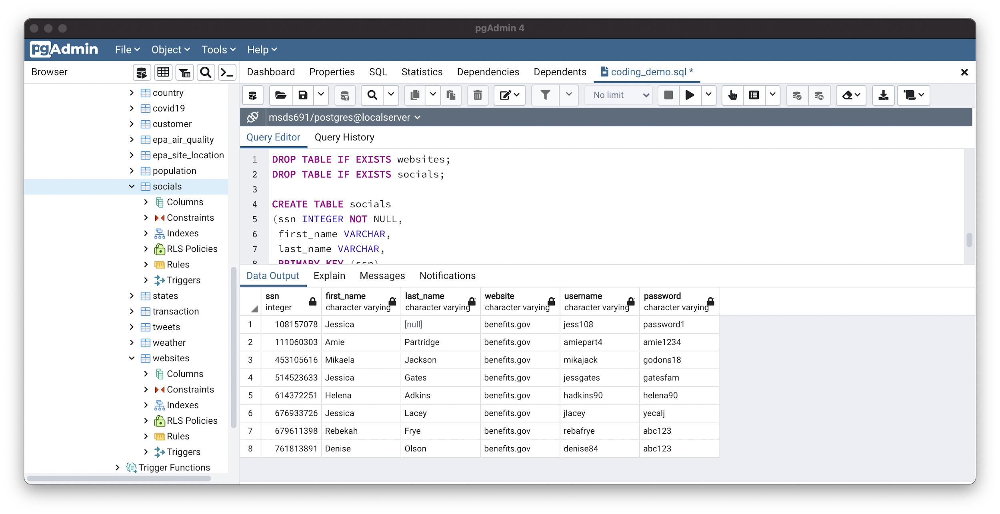 pgAdmin 4
pgAdmin File Object Tools Help
Browser
Dashboard Properties SQL Statistics Dependencies Dependents coding_demo.sql *
No limit
msds691/postgres@localserver
Query Editor Query History
country
covid19
customer
epa_air_quality
epa_site_location
population
socials
Columns
Constraints
Indexes
RLS Policies
Rules
Triggers
states
transaction
tweets
weather
websites
Columns
Constraints
Indexes
RLS Policies
Rules
Triggers
Trigger Functions
1 DROP TABLE IF EXISTS websites;
2 DROP TABLE IF EXISTS socials;
3
4 CREATE TABLE socials
5 (ssn INTEGER NOT NULL,
6 first_name VARCHAR,
7 last_name VARCHAR,
8 PRIMARY KEY (ssn)
Data Output Explain Messages Notifications
ssn first_name last_name website username password
integer character varying character varying character varying character varying character varying
1 108157078 Jessica [null] benefits.gov jess108 password1
2 111060303 Amie Partridge benefits.gov amiepart4 amie1234
3 453105616 Mikaela Jackson benefits.gov mikajack godons18
4 514523633 Jessica Gates benefits.gov jessgates gatesfam
5 614372251 Helena Adkins benefits.gov hadkins90 helena90
6 676933726 Jessica Lacey benefits.gov jlacey yecalj
7 679611398 Rebekah Frye benefits.gov rebafrye abc123
8 761813891 Denise Olson benefits.gov denise84 abc123